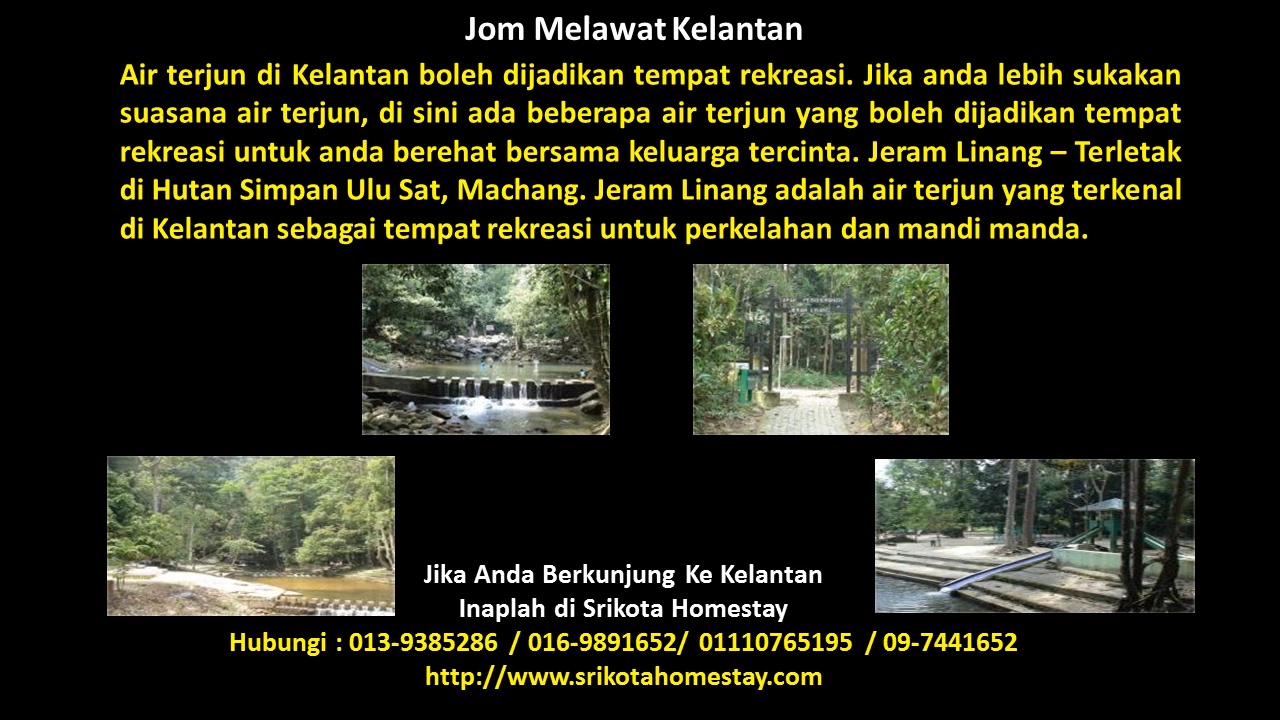 Jom Melawat Kelantan
Air terjun di Kelantan boleh dijadikan tempat rekreasi. Jika anda lebih sukakan
suasana air terjun, di sini ada beberapa air terjun yang boleh dijadikan tempat
rekreasi untuk anda berehat bersama keluarga tercinta. Jeram Linang – Terletak
di Hutan Simpan Ulu Sat, Machang. Jeram Linang adalah air terjun yang terkenal
di Kelantan sebagai tempat rekreasi untuk perkelahan dan mandi manda.
Jika Anda Berkunjung Ke Kelantan
Inaplah di Srikota Homestay
Hubungi : 013-9385286 / 016-9891652/ 01110765195 / 09-7441652
http://www.srikotahomestay.com